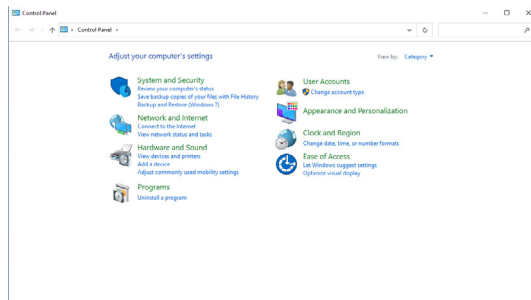 Control Panel
Control Panel
Adjust your computer's settings
View by: Category
System and Security
Review your computer's status
Save backup copies of your files with File History
Backup and Restore (Windows 7)
Network and Internet
Connect to the Internet
View network status and tasks
Hardware and Sound
View devices and printers
Add a device
Adjust commonly used mobility settings
Programs
Uninstall a program
User Accounts
Change account type
Appearance and Personalization
Clock and Region
Change date, time, or number formats
Ease of Access
Let Windows suggest settings
Optimize visual display